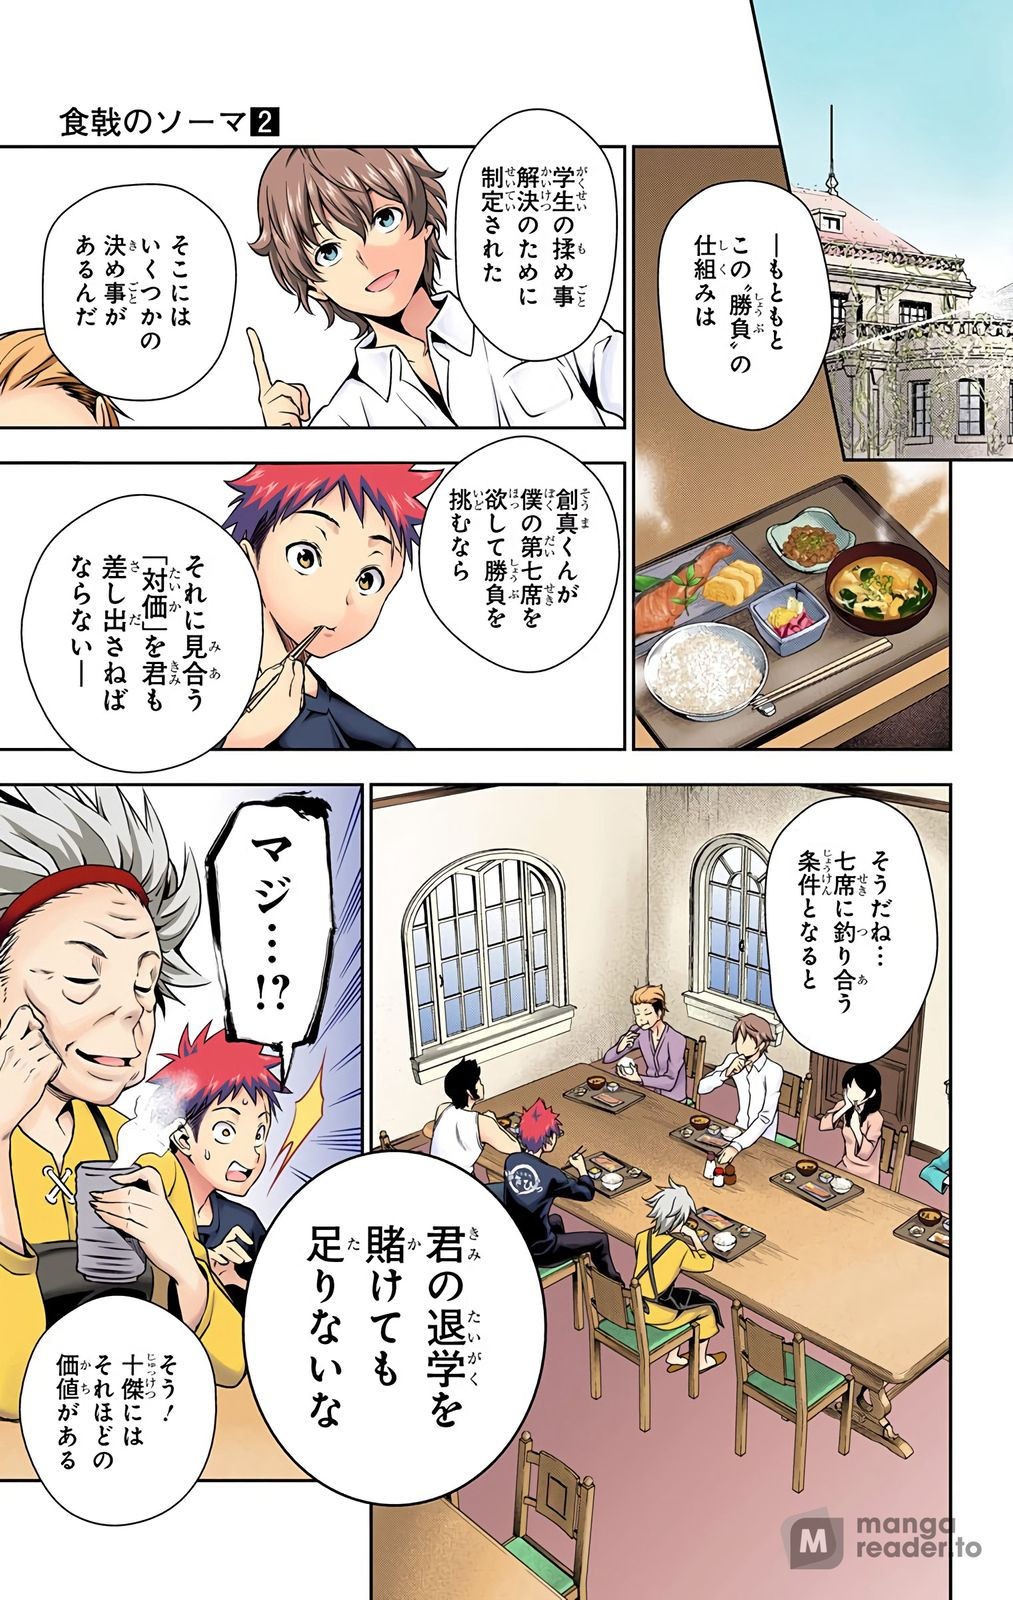 食戟のソーマ2
―もともと
この〝勝負〟の
仕組みは
学生の揉め事
解決のために
制定された
そこには
いくつかの
決め事が
あるんだ
創真くんが
僕の第七席を
欲して勝負を
挑むなら
それに見合う
「対価」を君も
差し出さねば
ならない―
そうだね…
七席に釣り合う
条件となると
マジ…!?
君の退学を
賭けても
足りないな
そう!
十傑には
それほどの
価値がある
M
manga
reader.to